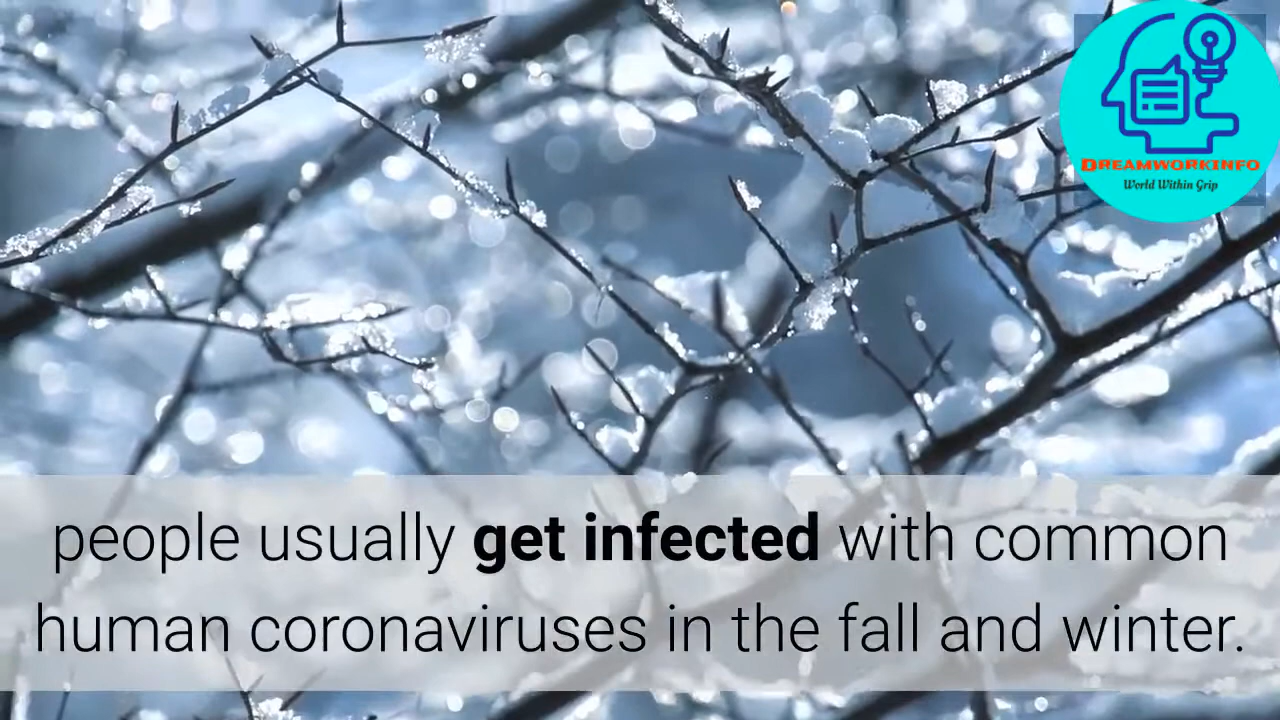 DREAMWORKINFO
World Within Grip
people usually get infected with common
human coronaviruses in the fall and winter.